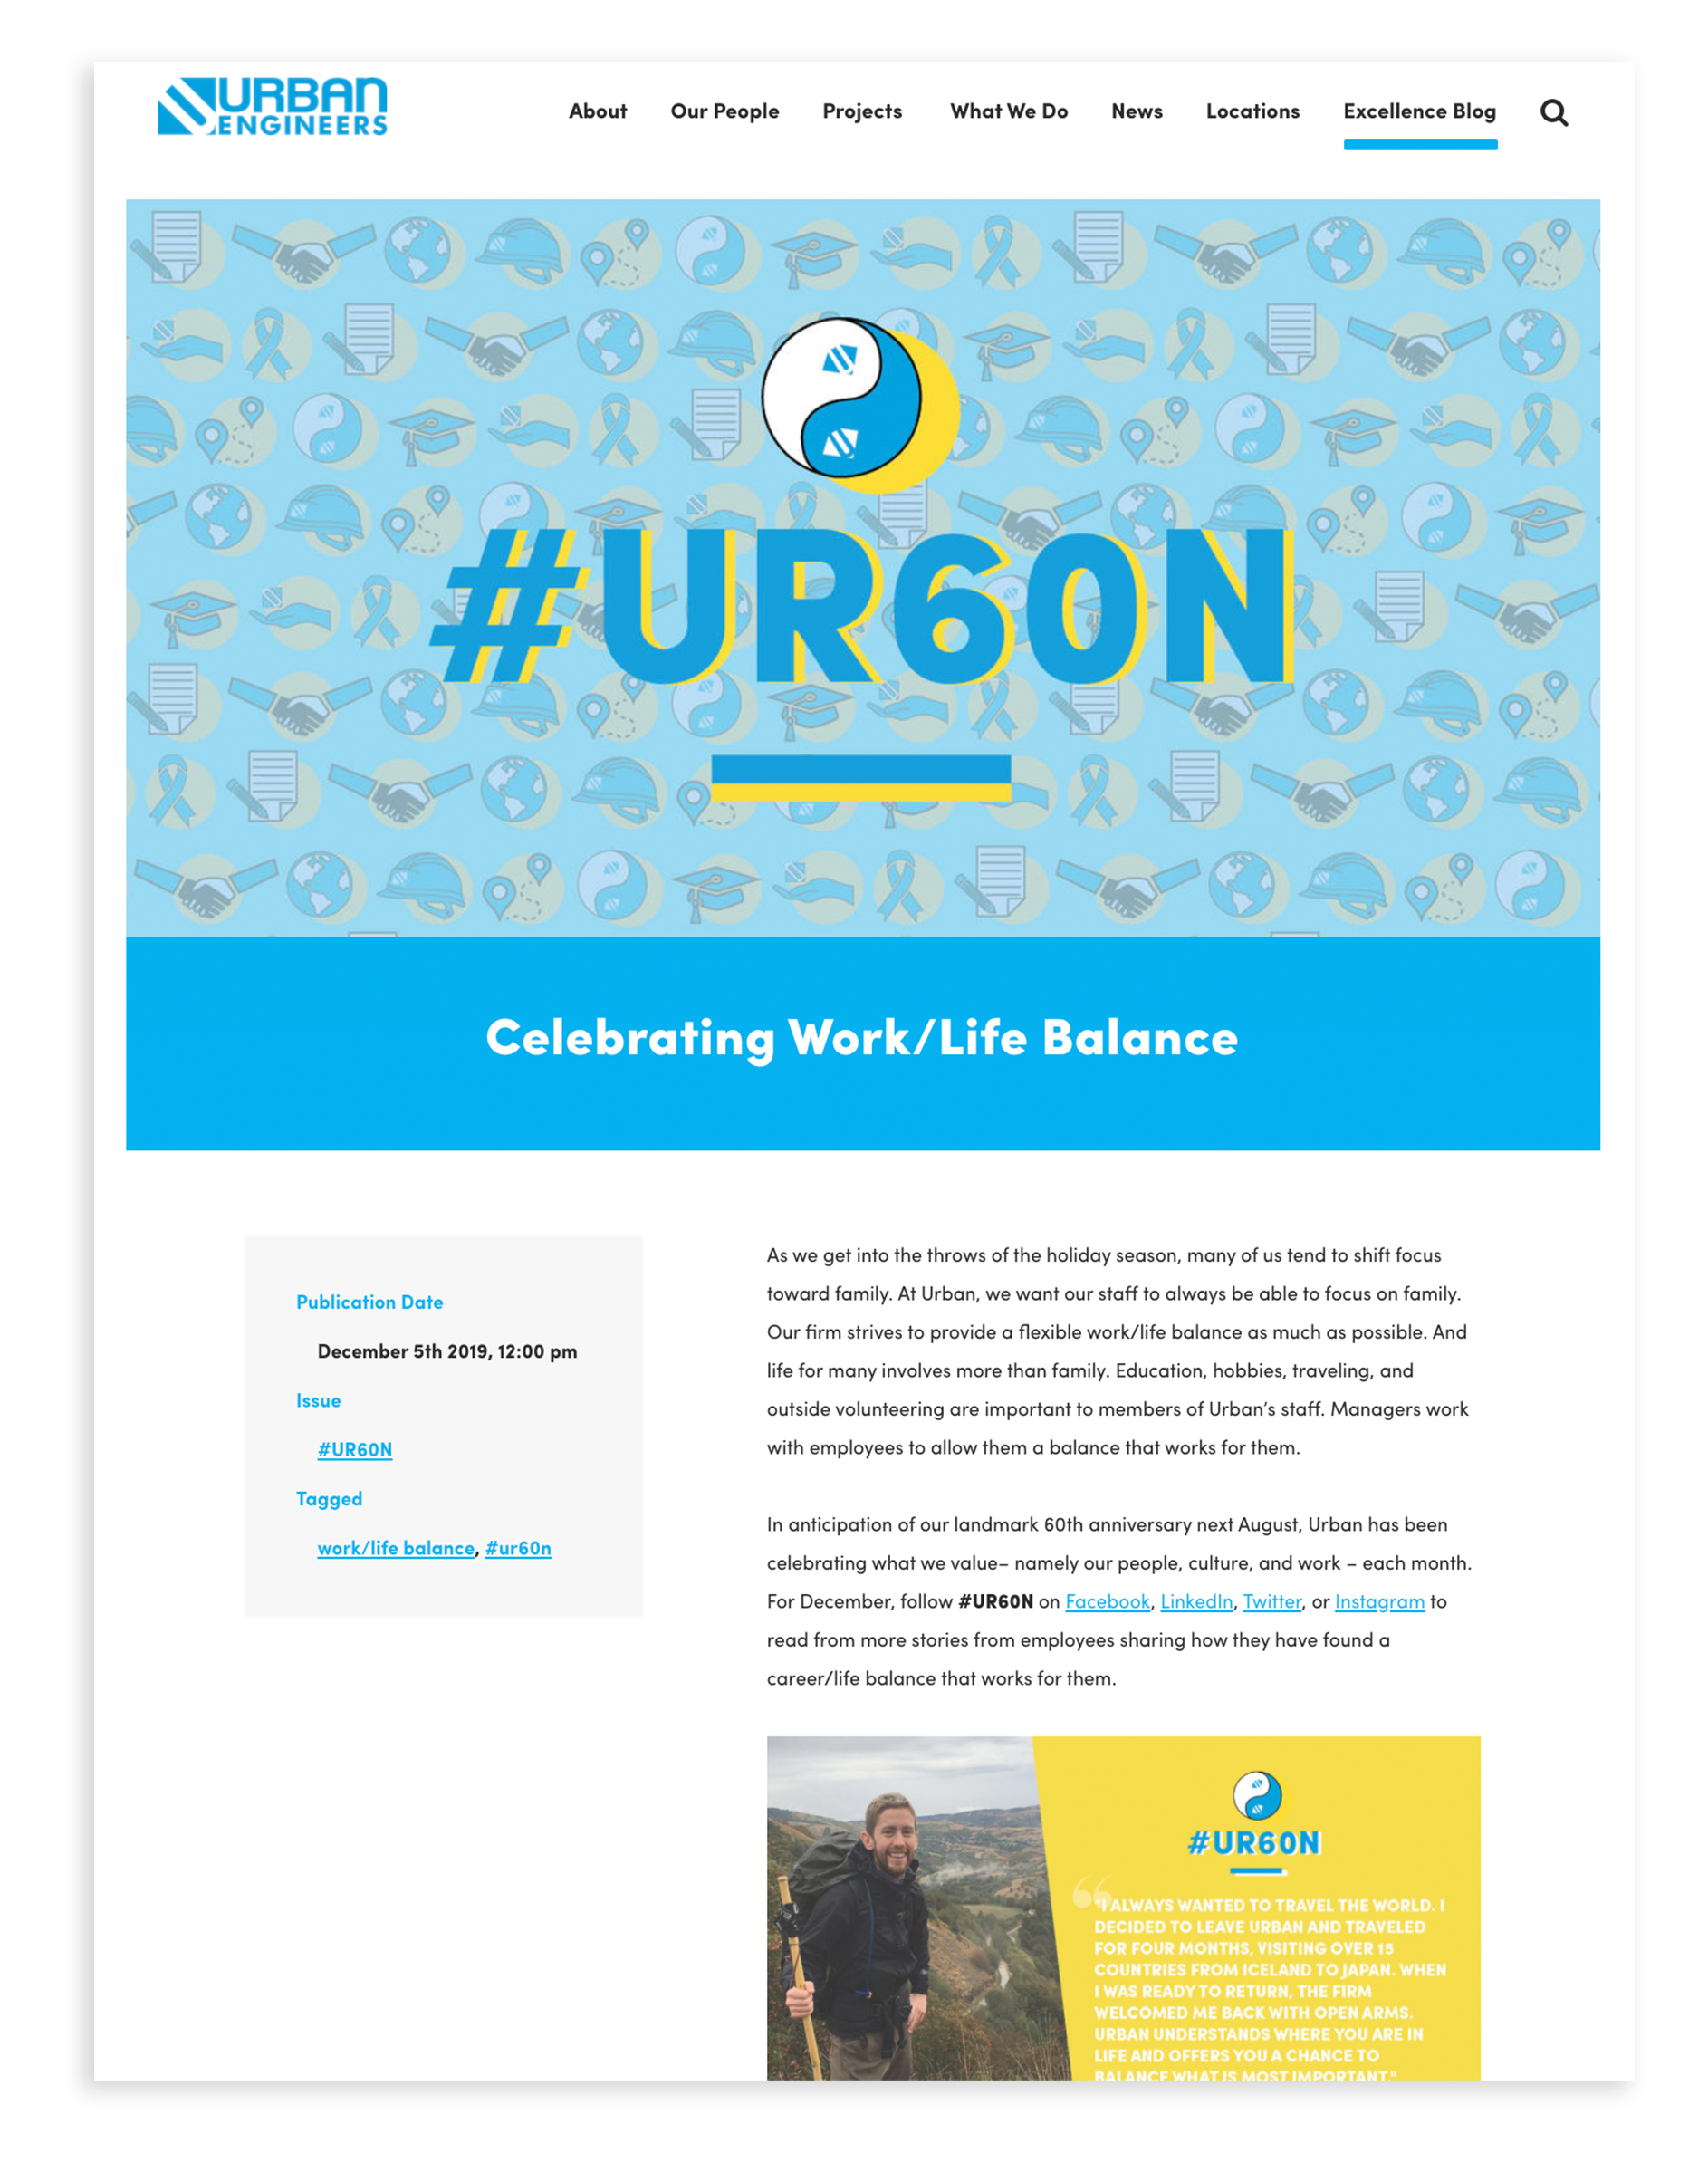 URBAN
ENGINEERS
About Our People Projects What We Do News Locations Excellence Blog
#UR60N
Celebrating Work/Life Balance
Publication Date
December 5th 2019, 12:00 pm
Issue
#UR60N
Tagged
work/life balance, #ur60n
As we get into the throws of the holiday season, many of us tend to shift focus
toward family. At Urban, we want our staff to always be able to focus on family.
Our firm strives to provide a flexible work/life balance as much as possible. And
life for many involves more than family. Education, hobbies, traveling, and
outside volunteering are important to members of Urban’s staff. Managers work
with employees to allow them a balance that works for them.
In anticipation of our landmark 60th anniversary next August, Urban has been
celebrating what we value– namely our people, culture, and work – each month.
For December, follow #UR60N on Facebook, LinkedIn, Twitter, or Instagram to
read from more stories from employees sharing how they have found a
career/life balance that works for them.
#UR60N
"I ALWAYS WANTED TO TRAVEL THE WORLD. I
DECIDED TO LEAVE URBAN AND TRAVELED
FOR FOUR MONTHS, VISITING OVER 15
COUNTRIES FROM ICELAND TO JAPAN. WHEN
I WAS READY TO RETURN, THE FIRM
WELCOMED ME BACK WITH OPEN ARMS.
URBAN UNDERSTANDS WHERE YOU ARE IN
LIFE AND OFFERS YOU A CHANCE TO
BALANCE WHAT IS MOST IMPORTANT."